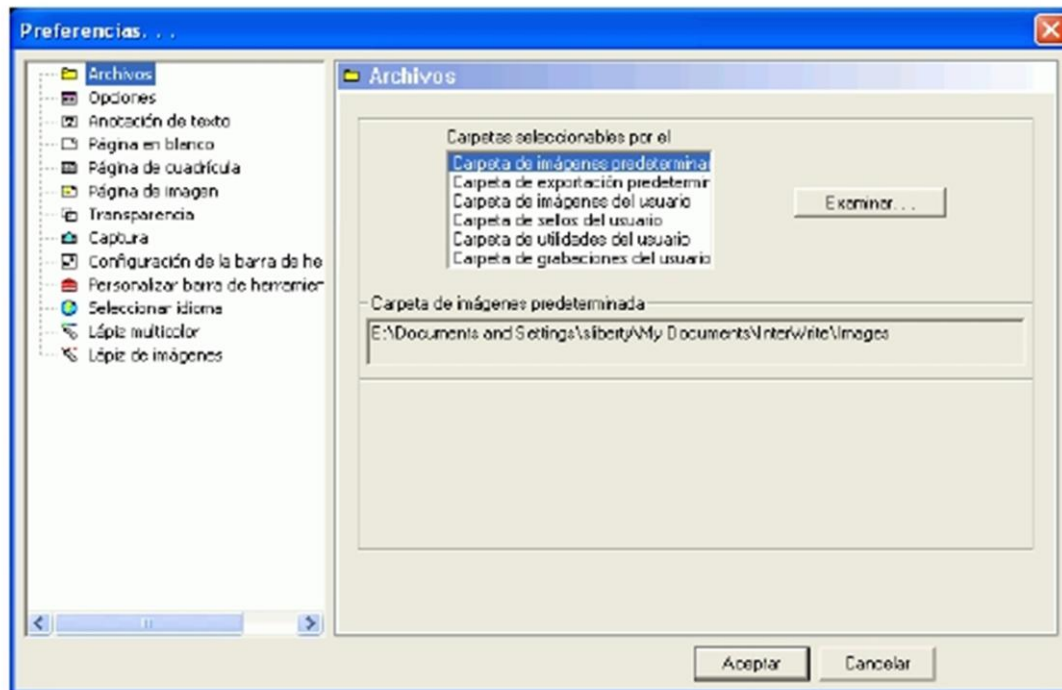 Preferencias. . .
Archivos
Opciones
Anotación de texto
Página en blanco
Página de cuadrícula
Página de imagen
Transparencia
Captura
Configuración de la barra de he
Personalizar barra de herramien
Seleccionar idioma
Lápiz multicolor
Lápiz de imágenes
Archivos
Carpetas seleccionables por el
Carpeta de imágenes predetermina
Carpeta de exportación predetermin
Carpeta de imágenes del usuario
Carpeta de sellos del usuario
Carpeta de utilidades del usuario
Carpeta de grabaciones del usuario
Examinar. . .
Carpeta de imágenes predeterminada
E:\Documents and Settings\sliberty\My Documents\InterWrite\Images
Aceptar
Cancelar